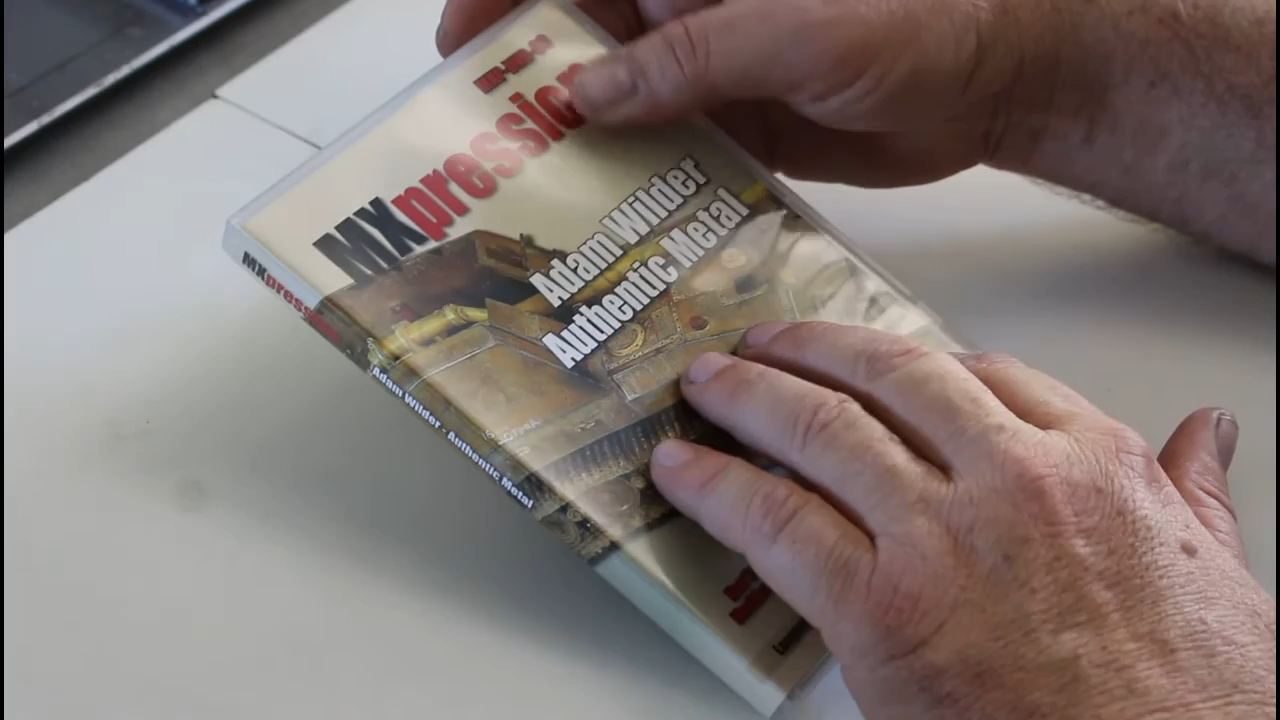 MXpression
Adam Wilder
Authentic Metal
MXpression
Adam Wilder - Authentic Metal